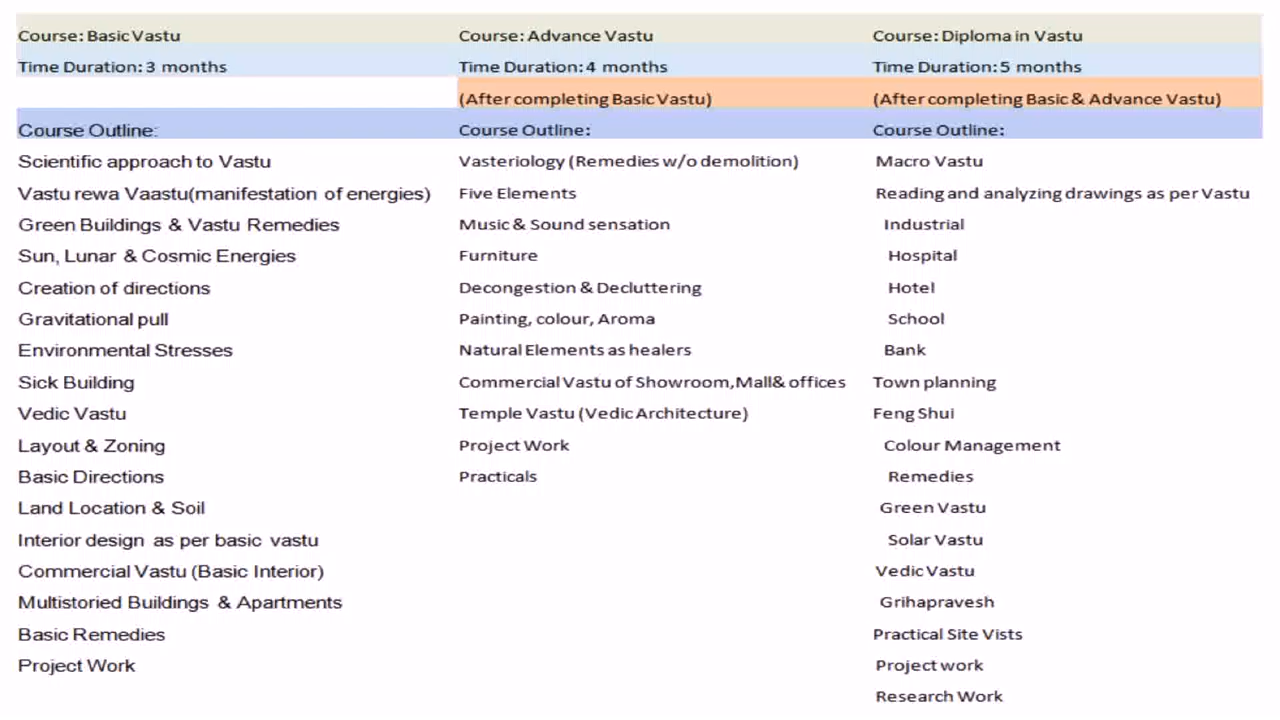 Course: Basic Vastu
Time Duration: 3 months
Course Outline:
Scientific approach to Vastu
Vastu rewa Vaastu(manifestation of energies)
Green Buildings & Vastu Remedies
Sun, Lunar & Cosmic Energies
Creation of directions
Gravitational pull
Environmental Stresses
Sick Building
Vedic Vastu
Layout & Zoning
Basic Directions
Land Location & Soil
Interior design as per basic vastu
Commercial Vastu (Basic Interior)
Multistoried Buildings & Apartments
Basic Remedies
Project Work
Course: Advance Vastu
Time Duration: 4 months
(After completing Basic Vastu)
Course Outline:
Vasteriology (Remedies w/o demolition)
Five Elements
Music & Sound sensation
Furniture
Decongestion & Decluttering
Painting, colour, Aroma
Natural Elements as healers
Commercial Vastu of Showroom,Mall& offices
Temple Vastu (Vedic Architecture)
Project Work
Practicals
Course: Diploma in Vastu
Time Duration: 5 months
(After completing Basic & Advance Vastu)
Course Outline:
Macro Vastu
Reading and analyzing drawings as per Vastu
Industrial
Hospital
Hotel
School
Bank
Town planning
Feng Shui
Colour Management
Remedies
Green Vastu
Solar Vastu
Vedic Vastu
Grihapravesh
Practical Site Vists
Project work
Research Work